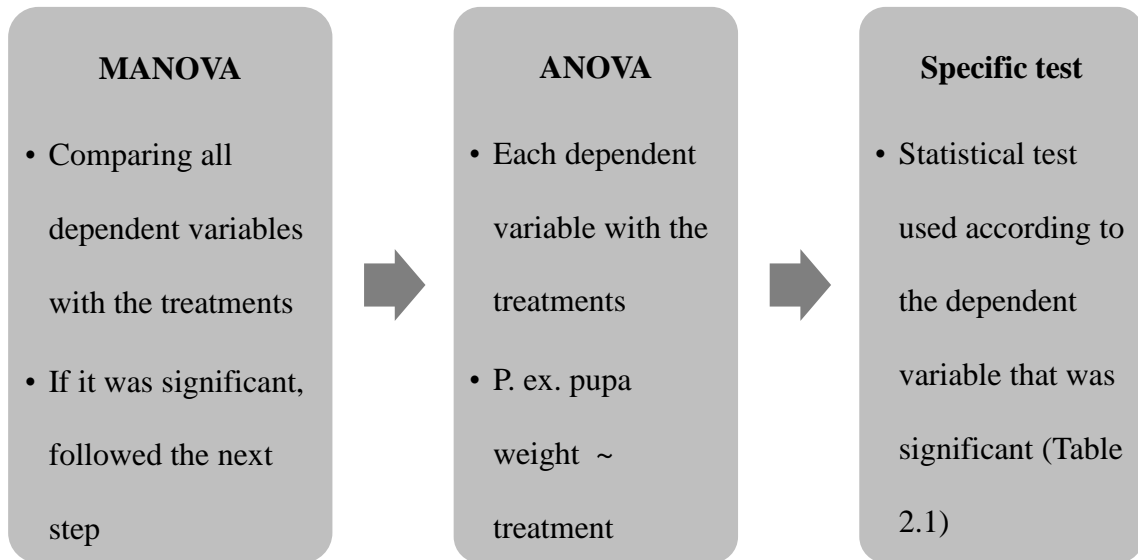 MANOVA
• Comparing all
dependent variables
with the treatments
• If it was significant,
followed the next
step
ANOVA
• Each dependent
variable with the
treatments
• P. ex. pupa
weight ~
treatment
Specific test
• Statistical test
used according to
the dependent
variable that was
significant (Table
2.1)